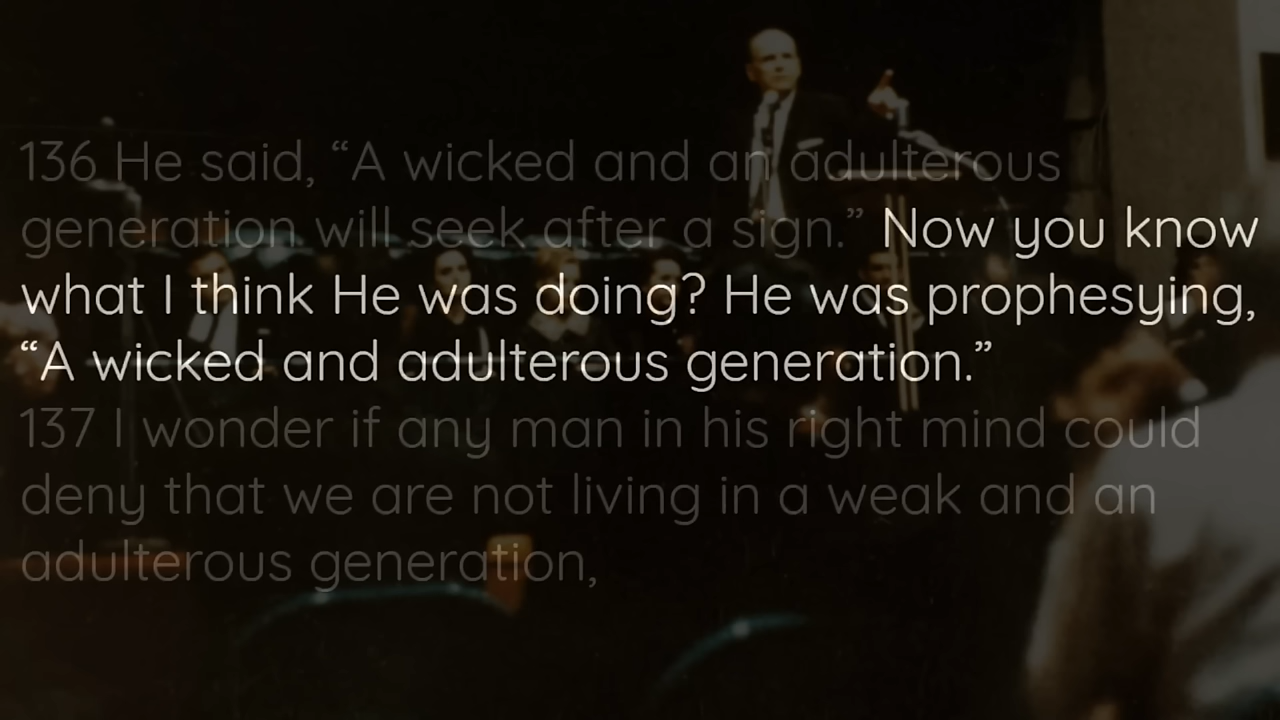 136 He said, “A wicked and an adulterous
generation will seek after a sign.” Now you know
what I think He was doing? He was prophesying,
“A wicked and adulterous generation.”
137 I wonder if any man in his right mind could
deny that we are not living in a weak and an
adulterous generation,